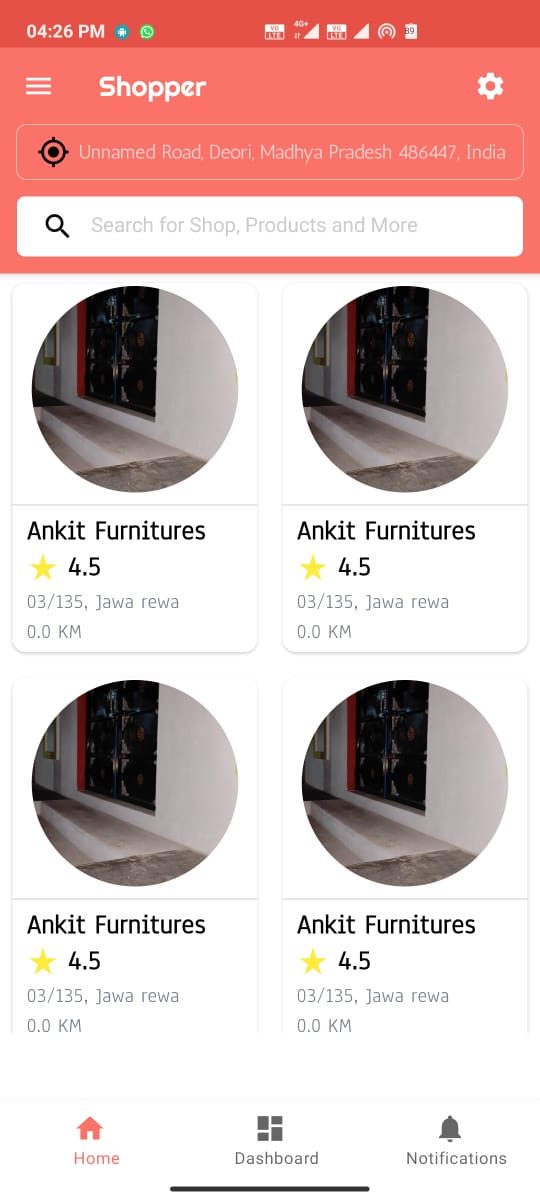 04:26 PM
VO LTE 4G+ VO LTE 89
Shopper
Unnamed Road, Deori, Madhya Pradesh 486447, India
Search for Shop, Products and More
Ankit Furnitures Ankit Furnitures
4.5 4.5
03/135, Jawa rewa 03/135, Jawa rewa
0.0 KM 0.0 KM
Ankit Furnitures Ankit Furnitures
4.5 4.5
03/135, Jawa rewa 03/135, Jawa rewa
0.0 KM 0.0 KM
Home Dashboard Notifications